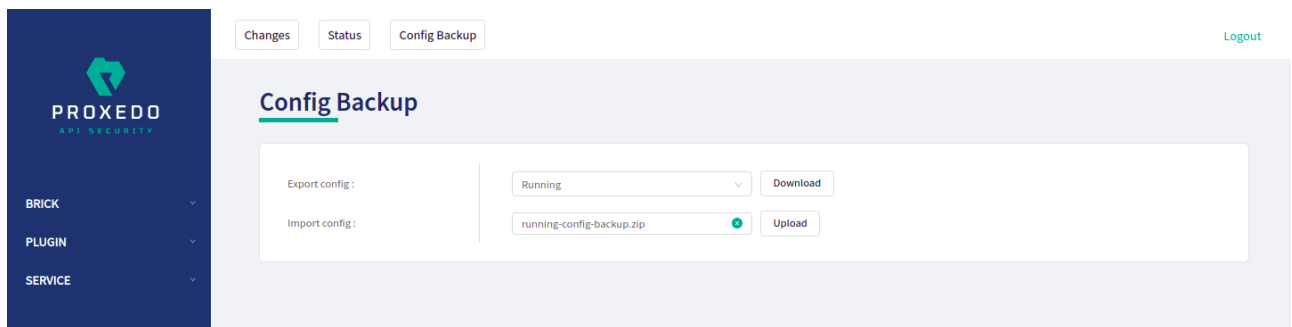 Changes
Status
Config Backup
Logout
PROXEDO
API SECURITY
Config Backup
Export config :
Running
Download
Import config :
running-config-backup.zip
Upload
BRICK
PLUGIN
SERVICE